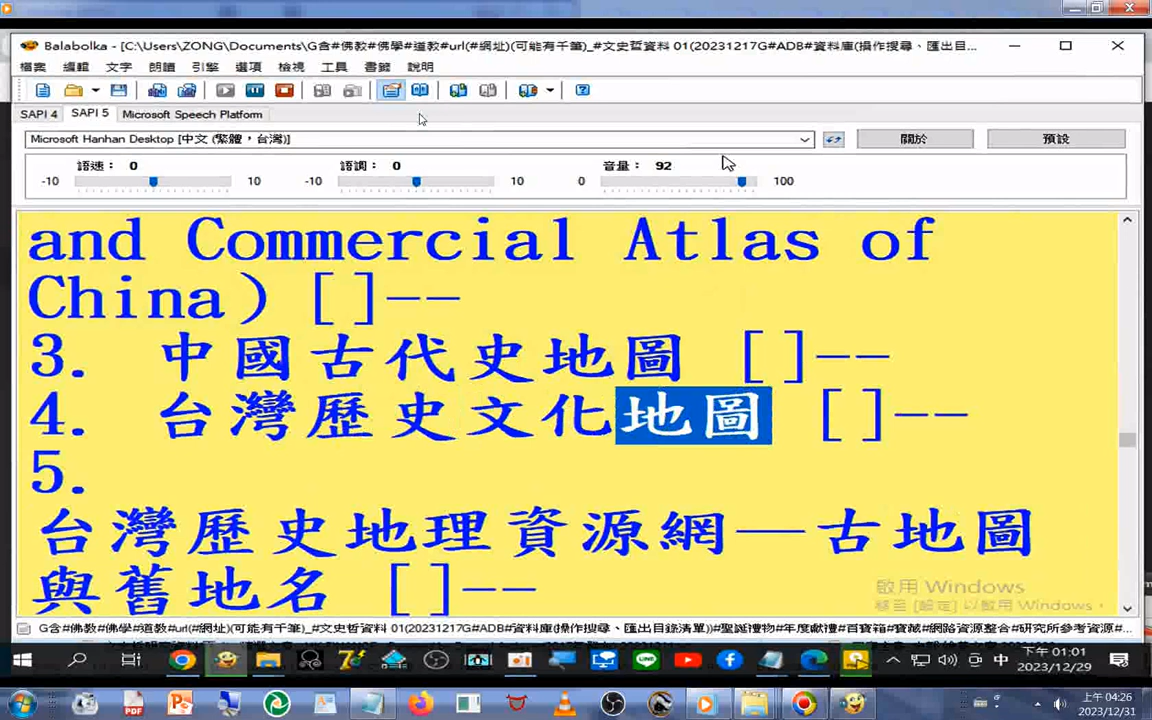 Balabolka - [C:\Users\ZONG\Documents\G含#佛教#佛學#道教#url(#網址)(可能有千筆)_#文史哲資料 01(20231217G#ADB#資料庫(操作搜尋、匯出目...
檔案 編輯 文字 朗讀 引擎 選項 檢視 工具 書籤 說明
SAPI 4 SAPI 5 Microsoft Speech Platform
Microsoft Hanhan Desktop [中文 (繁體，台灣)] 關於 預設
語速： 0 語調： 0 音量： 92
-10 10 -10 10 0 100
and Commercial Atlas of
China) []--
3. 中國古代史地圖 []--
4. 台灣歷史文化地圖 []--
5.
台灣歷史地理資源網—古地圖
與舊地名 []--
啟用 Windows
移至 [設定] 以啟用 Windows。
G含#佛教#佛學#道教#url(#網址)(可能有千筆)_#文史哲資料 01(20231217G#ADB#資料庫(操作搜尋、匯出目錄清單))#聖誕禮物#年度獻禮#百寶箱#寶藏#網路資源整合#研究所參考資源#...
中 下午 01:01
2023/12/29
上午 04:26
2023/12/31